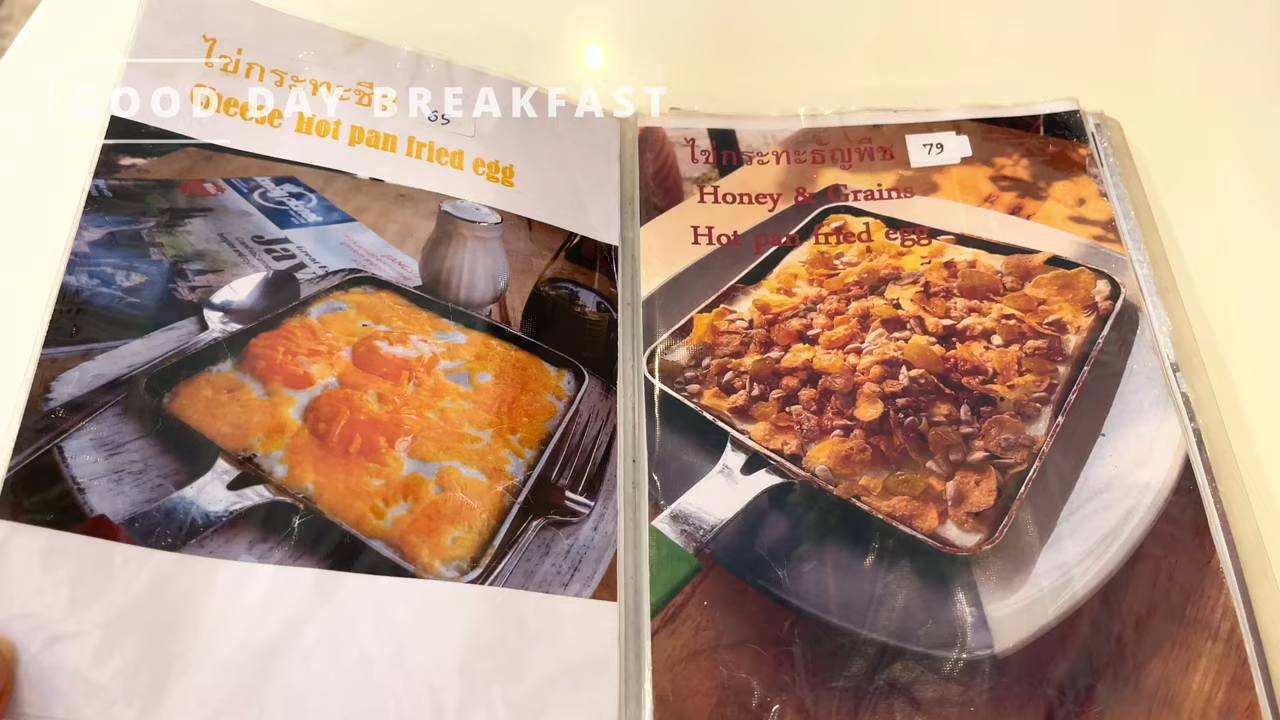 GOOD DAY BREAKFAST
ไข่กระทะชีส
Cheese Hot pan fried egg
ไข่กระทะธัญพืช
79
Honey & Grains
Hot pan fried egg